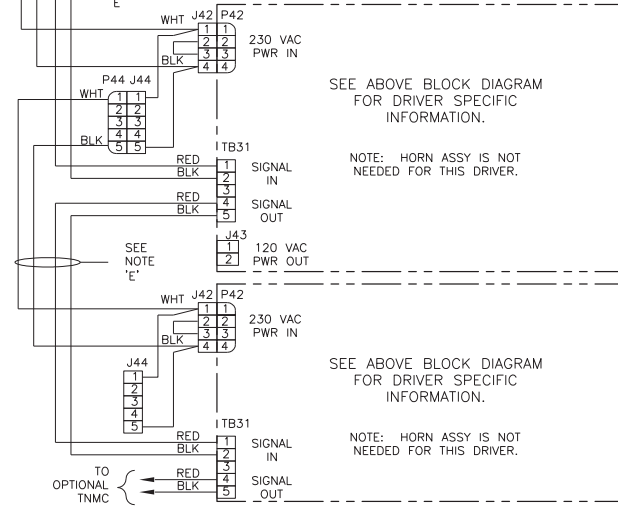 E
WHT J42 P42
1 1
2 2
3 3
BLK 4 4
230 VAC
PWR IN
P44 J44
WHT 1 1
2 2
3 3
4 4
BLK 5 5
SEE ABOVE BLOCK DIAGRAM
FOR DRIVER SPECIFIC
INFORMATION.
NOTE: HORN ASSY IS NOT
NEEDED FOR THIS DRIVER.
TB31
RED 1
BLK 2
3
RED 4
BLK 5
SIGNAL
IN
SIGNAL
OUT
J43
1
2
120 VAC
PWR OUT
SEE
NOTE
'E'
WHT J42 P42
1 1
2 2
3 3
BLK 4 4
230 VAC
PWR IN
J44
1
2
3
4
5
SEE ABOVE BLOCK DIAGRAM
FOR DRIVER SPECIFIC
INFORMATION.
NOTE: HORN ASSY IS NOT
NEEDED FOR THIS DRIVER.
TB31
RED 1
BLK 2
3
RED 4
BLK 5
SIGNAL
IN
SIGNAL
OUT
TO
OPTIONAL
TNMC